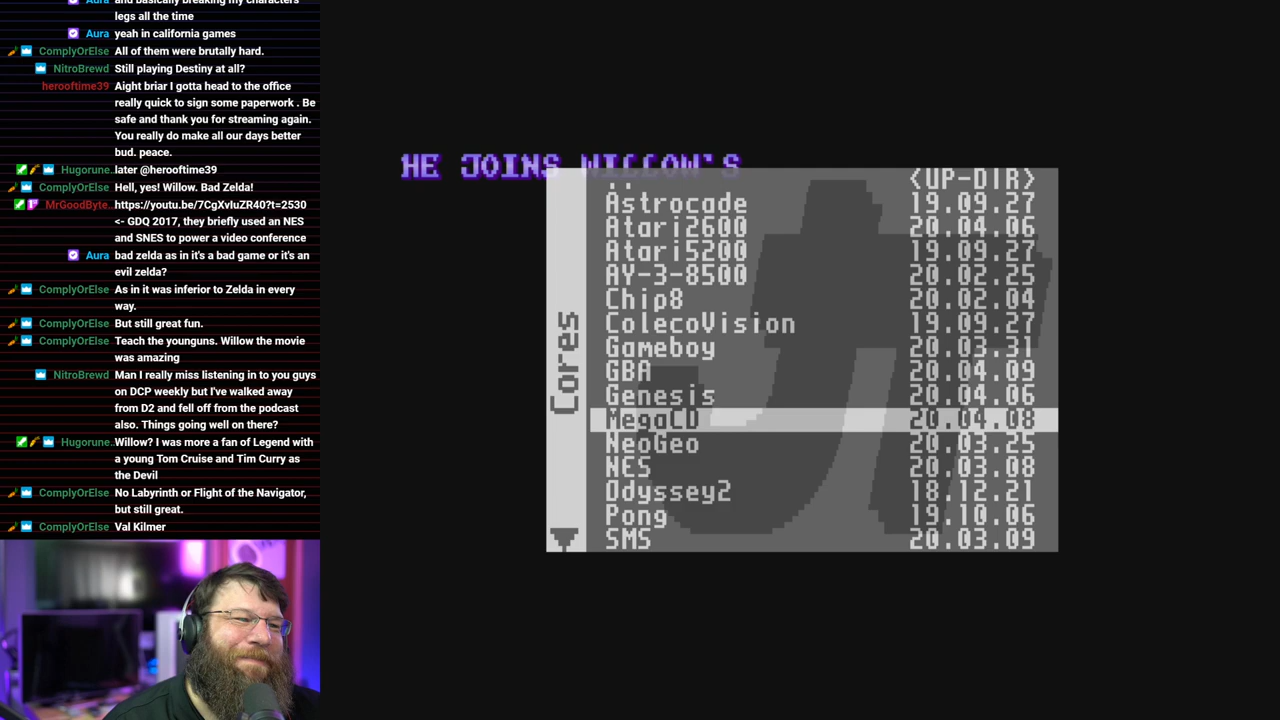 Aura and basically breaking my characters
legs all the time
Aura yeah in california games
ComplyOrElse All of them were brutally hard.
NitroBrewd Still playing Destiny at all?
herooftime39 Aight briar I gotta head to the office
really quick to sign some paperwork . Be
safe and thank you for streaming again.
You really do make all our days better
bud. peace.
Hugorune.. later @herooftime39
ComplyOrElse Hell, yes! Willow. Bad Zelda!
MrGoodByte.. https://youtu.be/7CgXvIuZR40?t=2530
<- GDQ 2017, they briefly used an NES
and SNES to power a video conference
Aura bad zelda as in it's a bad game or it's an
evil zelda?
ComplyOrElse As in it was inferior to Zelda in every
way.
ComplyOrElse But still great fun.
ComplyOrElse Teach the younguns. Willow the movie
was amazing
NitroBrewd Man I really miss listening in to you guys
on DCP weekly but I've walked away
from D2 and fell off from the podcast
also. Things going well on there?
Hugorune.. Willow? I was more a fan of Legend with
a young Tom Cruise and Tim Curry as
the Devil
ComplyOrElse No Labyrinth or Flight of the Navigator,
but still great.
ComplyOrElse Val Kilmer
HE JOINS WILLOW'S
Cores
.. <UP-DIR>
Astrocade 19.09.27
Atari2600 20.04.06
Atari5200 19.09.27
AY-3-8500 20.02.25
Chip8 20.02.04
ColecoVision 19.09.27
Gameboy 20.03.31
GBA 20.04.09
Genesis 20.04.06
MegaCD 20.04.08
NeoGeo 20.03.25
NES 20.03.08
Odyssey2 18.12.21
Pong 19.10.06
SMS 20.03.09